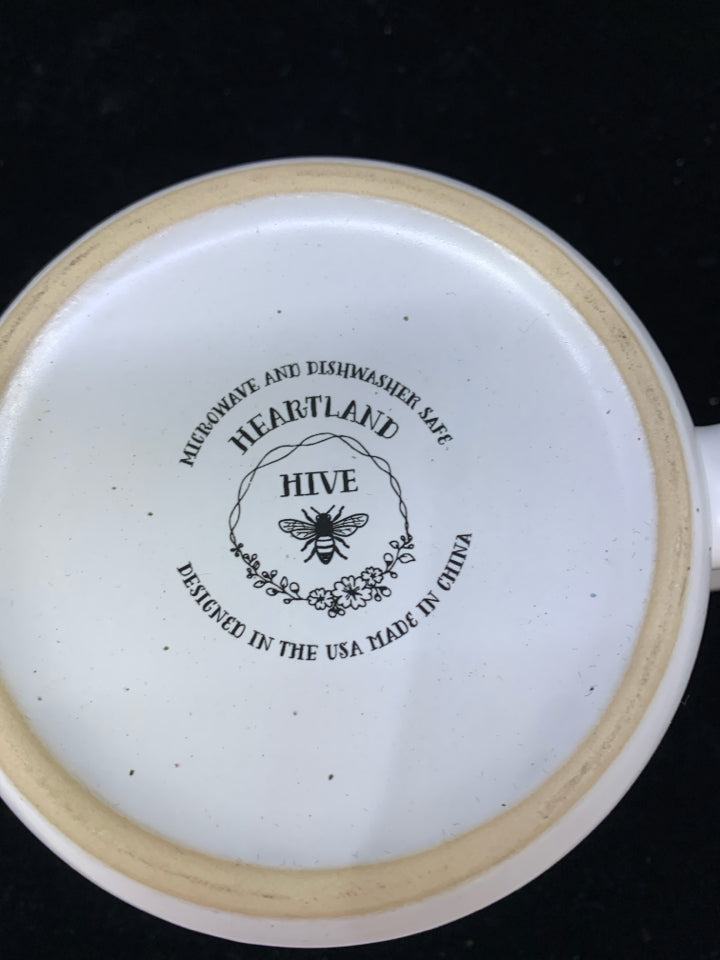 MICROWAVE AND DISHWASHER SAFE
HEARTLAND
HIVE
DESIGNED IN THE USA MADE IN CHINA